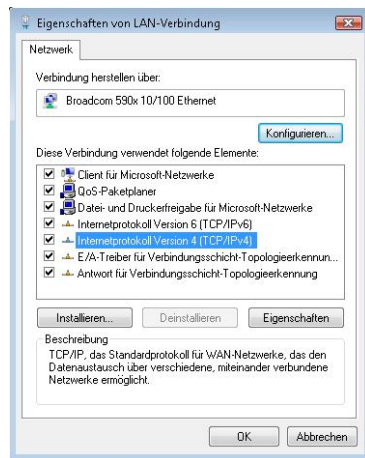 Eigenschaften von LAN-Verbindung
Netzwerk
Verbindung herstellen über:
Broadcom 590x 10/100 Ethernet
Konfigurieren...
Diese Verbindung verwendet folgende Elemente:
Client für Microsoft-Netzwerke
QoS-Paketplaner
Datei- und Druckerfreigabe für Microsoft-Netzwerke
Internetprotokoll Version 6 (TCP/IPv6)
Internetprotokoll Version 4 (TCP/IPv4)
E/A-Treiber für Verbindungsschicht-Topologieerkennun...
Antwort für Verbindungsschicht-Topologieerkennung
Installieren... Deinstallieren Eigenschaften
Beschreibung
TCP/IP, das Standardprotokoll für WAN-Netzwerke, das den
Datenaustausch über verschiedene, miteinander verbundene
Netzwerke ermöglicht.
OK Abbrechen